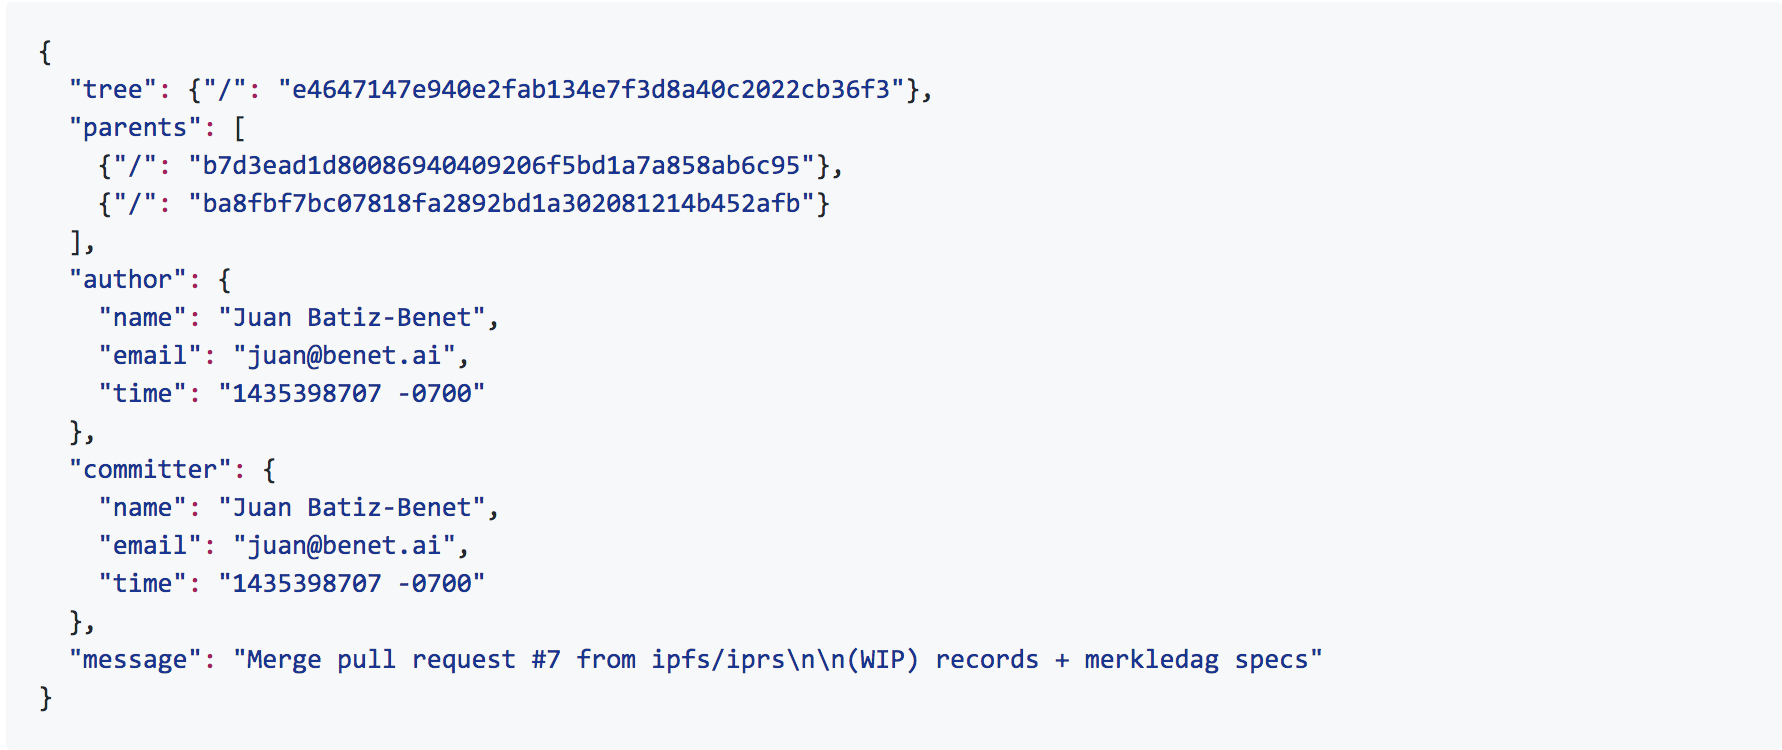 {
  "tree": {"/": "e4647147e940e2fab134e7f3d8a40c2022cb36f3"},
  "parents": [
    {"/": "b7d3ead1d80086940409206f5bd1a7a858ab6c95"},
    {"/": "ba8fbf7bc07818fa2892bd1a302081214b452afb"}
  ],
  "author": {
    "name": "Juan Batiz-Benet",
    "email": "juan@benet.ai",
    "time": "1435398707 -0700"
  },
  "committer": {
    "name": "Juan Batiz-Benet",
    "email": "juan@benet.ai",
    "time": "1435398707 -0700"
  },
  "message": "Merge pull request #7 from ipfs/iprs\n\n(WIP) records + merkledag specs"
}